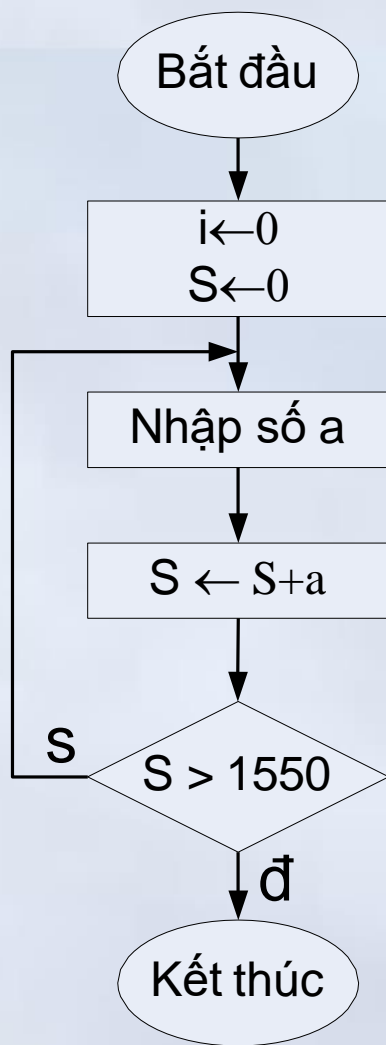 Bắt đầu
i←0
S←0
Nhập số a
S ← S+a
S > 1550
S
đ
Kết thúc